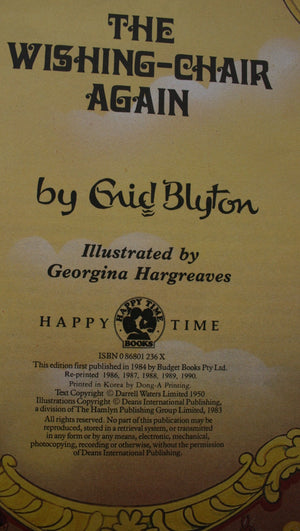 THE
WISHING-CHAIR
AGAIN
by Enid Blyton
Illustrated by
Georgina Hargreaves
HAPPY HAPPY TIME BOOKS TIME
ISBN 0 86801 236 X
This edition first published in 1984 by Budget Books Pty Ltd.
Re-printed 1986, 1987, 1988, 1989, 1990.
Printed in Korea by Dong-A Printing.
Text Copyright © Darrell Waters Limited 1950
Illustrations Copyright © Deans International Publishing,
a division of The Hamlyn Publishing Group Limited, 1983
All rights reserved. No part of this publication may be
reproduced, stored in a retrieval system, or transmitted
in any form or by any means, electronic, mechanical,
photocopying, recording or otherwise, without the permission
of Deans International Publishing.